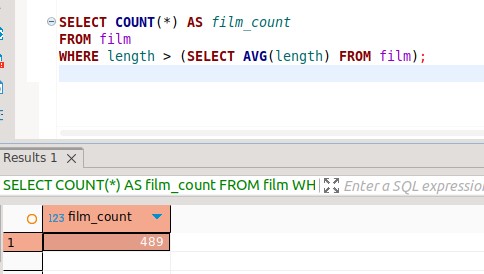 SELECT COUNT(*) AS film_count
FROM film
WHERE length > (SELECT AVG(length) FROM film);
Results 1
SELECT COUNT(*) AS film_count FROM film WH
Enter a SQL expression
123 film_count
1 489